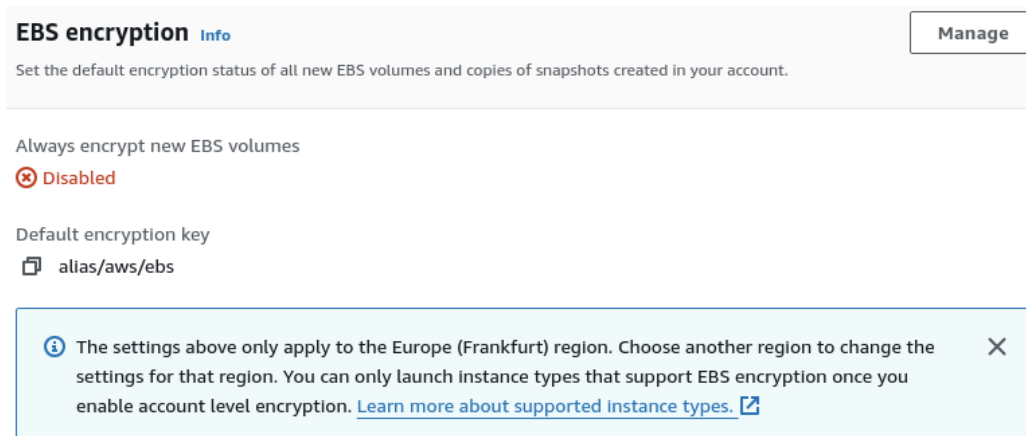 EBS encryption Info
Manage
Set the default encryption status of all new EBS volumes and copies of snapshots created in your account.
Always encrypt new EBS volumes
Disabled
Default encryption key
alias/aws/ebs
The settings above only apply to the Europe (Frankfurt) region. Choose another region to change the
settings for that region. You can only launch instance types that support EBS encryption once you
enable account level encryption. Learn more about supported instance types.